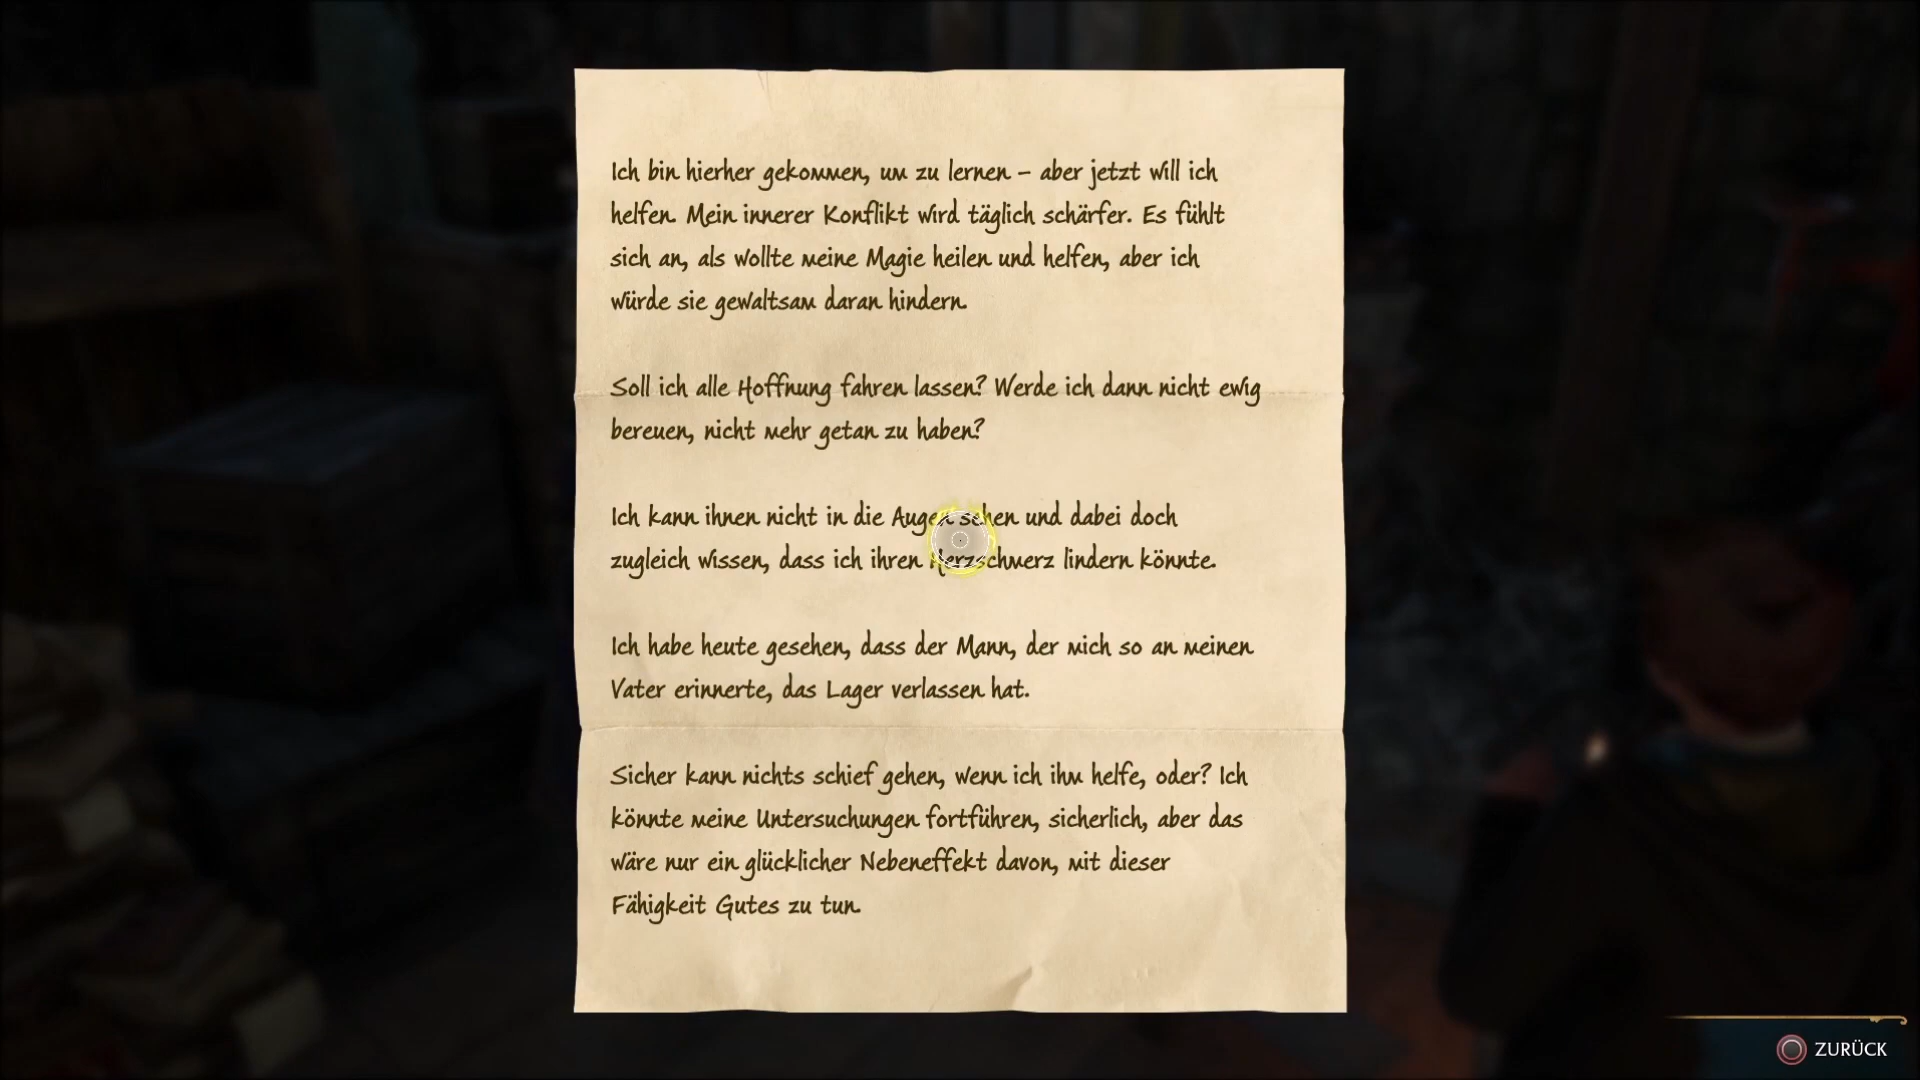 Ich bin hierher gekommen, um zu lernen – aber jetzt will ich
helfen. Mein innerer Konflikt wird täglich schärfer. Es fühlt
sich an, als wollte meine Magie heilen und helfen, aber ich
würde sie gewaltsam daran hindern.
Soll ich alle Hoffnung fahren lassen? Werde ich dann nicht ewig
bereuen, nicht mehr getan zu haben?
Ich kann ihnen nicht in die Augen sehen und dabei doch
zugleich wissen, dass ich ihren Herzschmerz lindern könnte.
Ich habe heute gesehen, dass der Mann, der mich so an meinen
Vater erinnerte, das Lager verlassen hat.
Sicher kann nichts schief gehen, wenn ich ihm helfe, oder? Ich
könnte meine Untersuchungen fortführen, sicherlich, aber das
wäre nur ein glücklicher Nebeneffekt davon, mit dieser
Fähigkeit Gutes zu tun.
ZURÜCK